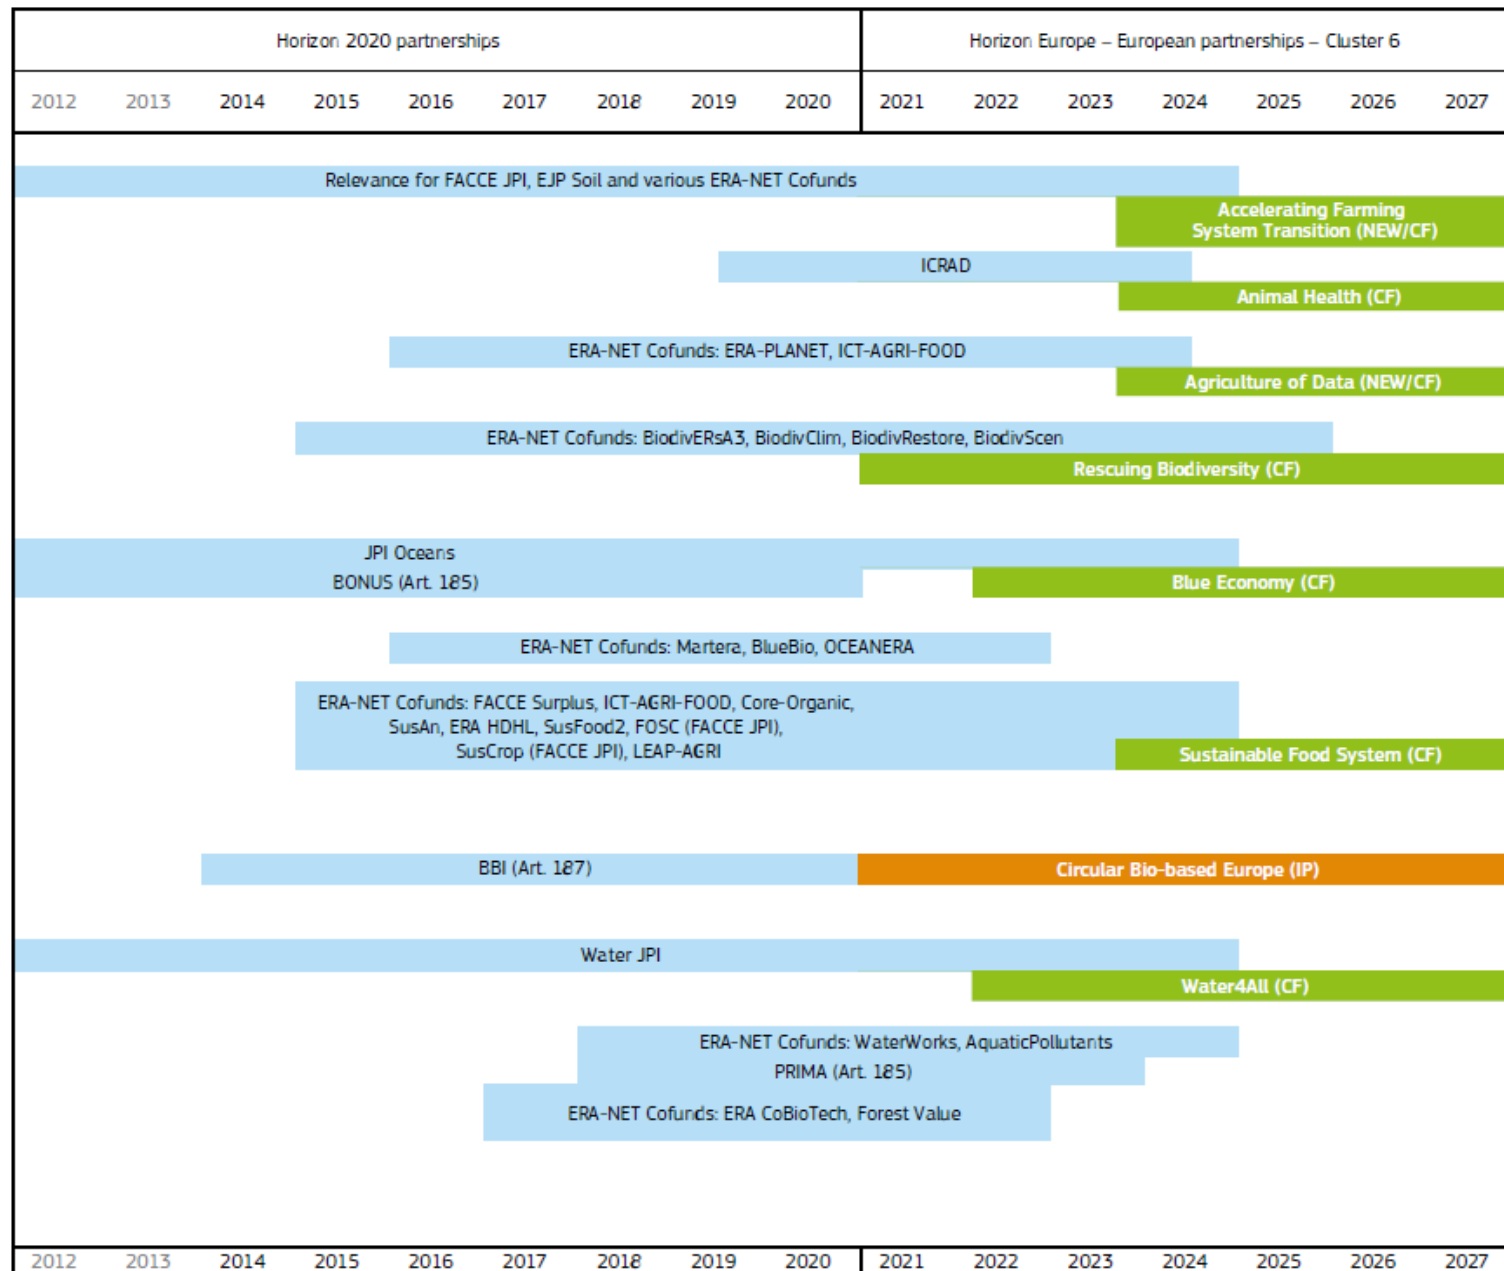 Horizon 2020 partnerships
Horizon Europe – European partnerships – Cluster 6
2012 2013 2014 2015 2016 2017 2018 2019 2020 2021 2022 2023 2024 2025 2026 2027
Relevance for FACCE JPI, EJP Soil and various ERA-NET Cofunds
Accelerating Farming
System Transition (NEW/CF)
ICRAD
Animal Health (CF)
ERA-NET Cofunds: ERA-PLANET, ICT-AGRI-FOOD
Agriculture of Data (NEW/CF)
ERA-NET Cofunds: BiodivERsA3, BiodivClim, BiodivRestore, BiodivScen
Rescuing Biodiversity (CF)
JPI Oceans
BONUS (Art. 185)
Blue Economy (CF)
ERA-NET Cofunds: Martera, BlueBio, OCEANERA
ERA-NET Cofunds: FACCE Surplus, ICT-AGRI-FOOD, Core-Organic,
SusAn, ERA HDHL, SusFood2, FOSC (FACCE JPI),
SusCrop (FACCE JPI), LEAP-AGRI
Sustainable Food System (CF)
BBI (Art. 187)
Circular Bio-based Europe (IP)
Water JPI
Water4All (CF)
ERA-NET Cofunds: WaterWorks, AquaticPollutants
PRIMA (Art. 185)
ERA-NET Cofunds: ERA CoBioTech, Forest Value
2012 2013 2014 2015 2016 2017 2018 2019 2020 2021 2022 2023 2024 2025 2026 2027